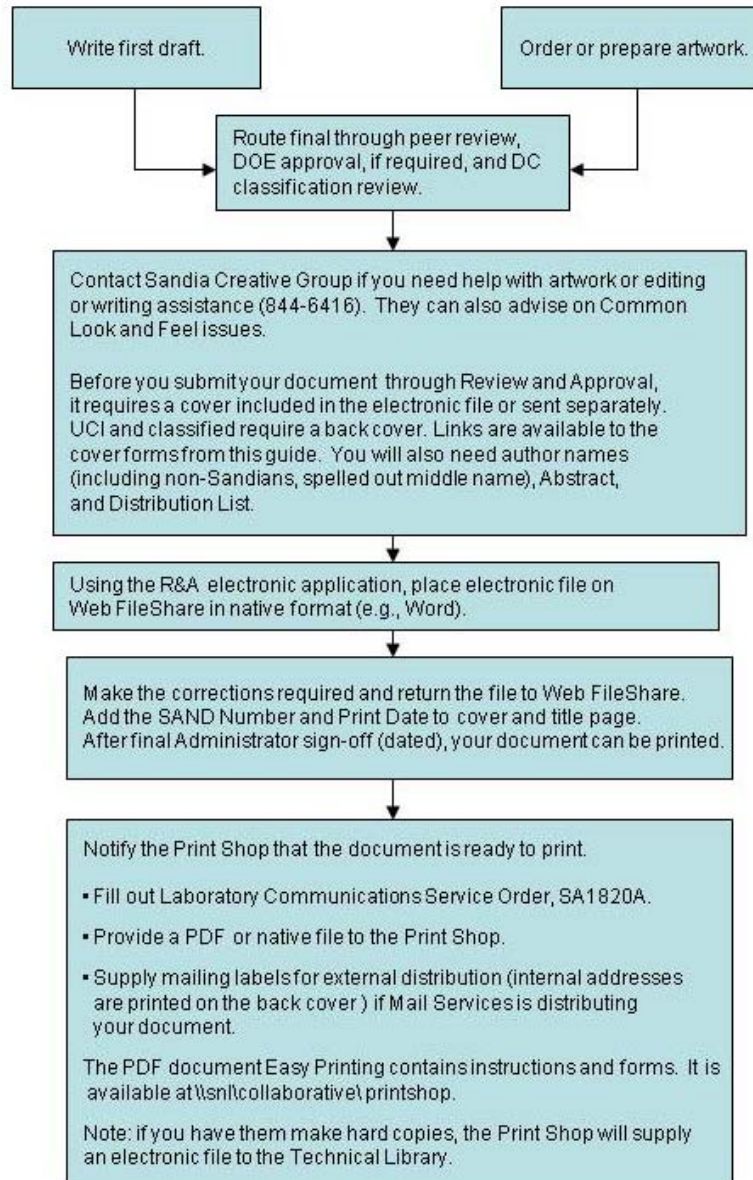 Write first draft.
Order or prepare artwork.
Route final through peer review,
DOE approval, if required, and DC
classification review.
Contact Sandia Creative Group if you need help with artwork or editing
or writing assistance (844-6416). They can also advise on Common
Look and Feel issues.
Before you submit your document through Review and Approval,
it requires a cover included in the electronic file or sent separately.
UCI and classified require a back cover. Links are available to the
cover forms from this guide. You will also need author names
(including non-Sandians, spelled out middle name), Abstract,
and Distribution List.
Using the R&A electronic application, place electronic file on
Web FileShare in native format (e.g., Word).
Make the corrections required and return the file to Web FileShare.
Add the SAND Number and Print Date to cover and title page.
After final Administrator sign-off (dated), your document can be printed.
Notify the Print Shop that the document is ready to print.
▪ Fill out Laboratory Communications Service Order, SA1820A.
▪ Provide a PDF or native file to the Print Shop.
▪ Supply mailing labels for external distribution (internal addresses
are printed on the back cover ) if Mail Services is distributing
your document.
The PDF document Easy Printing contains instructions and forms. It is
available at \\snl\collaborative\ printshop.
Note: if you have them make hard copies, the Print Shop will supply
an electronic file to the Technical Library.